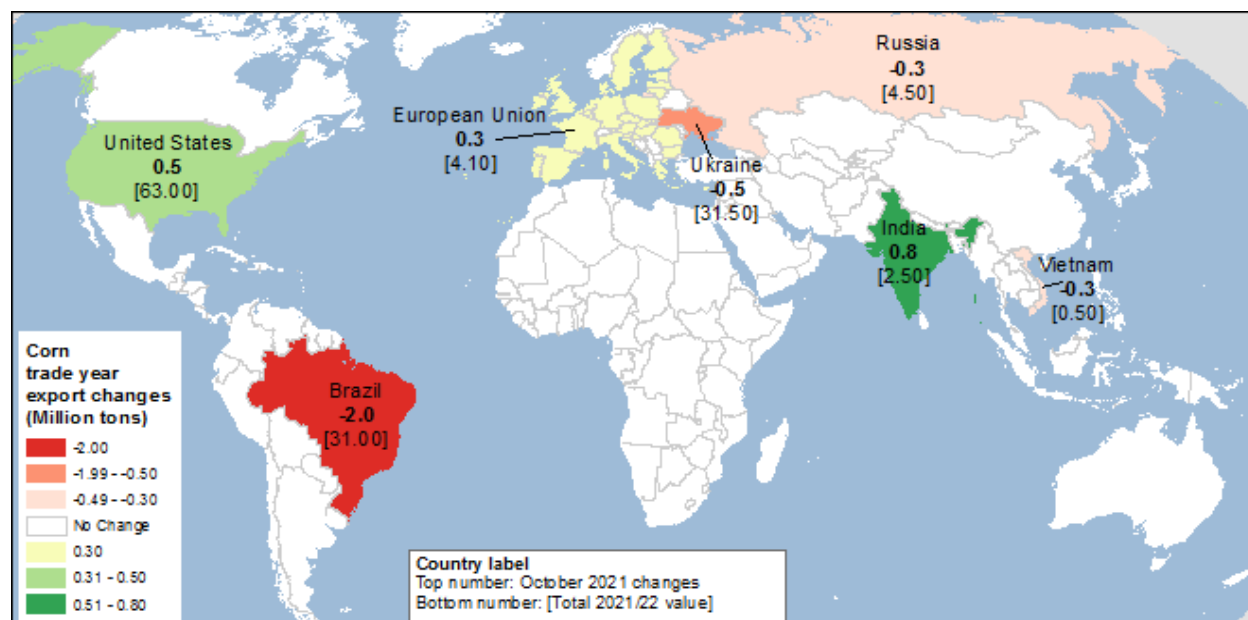 Russia
-0.3
[4.50]
European Union
0.3
[4.10]
United States
0.5
[63.00]
Ukraine
-0.5
[31.50]
India
0.8
[2.50]
Vietnam
-0.3
[0.50]
Brazil
-2.0
[31.00]
Corn
trade year
export changes
(Million tons)
-2.00
-1.99 - -0.50
-0.49 - -0.30
No Change
0.30
0.31 - 0.50
0.51 - 0.80
Country label
Top number: October 2021 changes
Bottom number: [Total 2021/22 value]